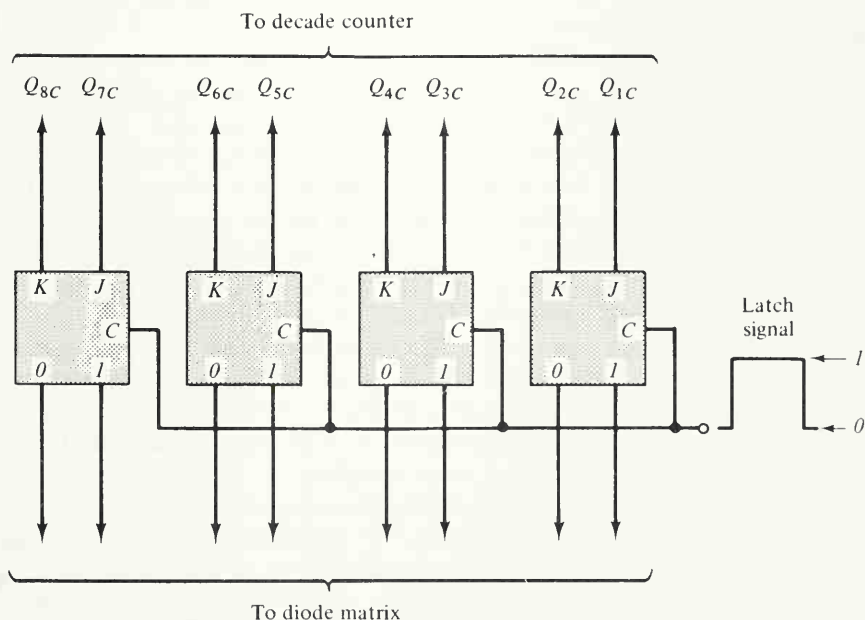 To decade counter
Q8C Q7C Q6C Q5C Q4C Q3C Q2C Q1C
K J K J K J K J
Latch
signal
C C C C
1
0 1 0 1 0 1 0 1
0
To diode matrix